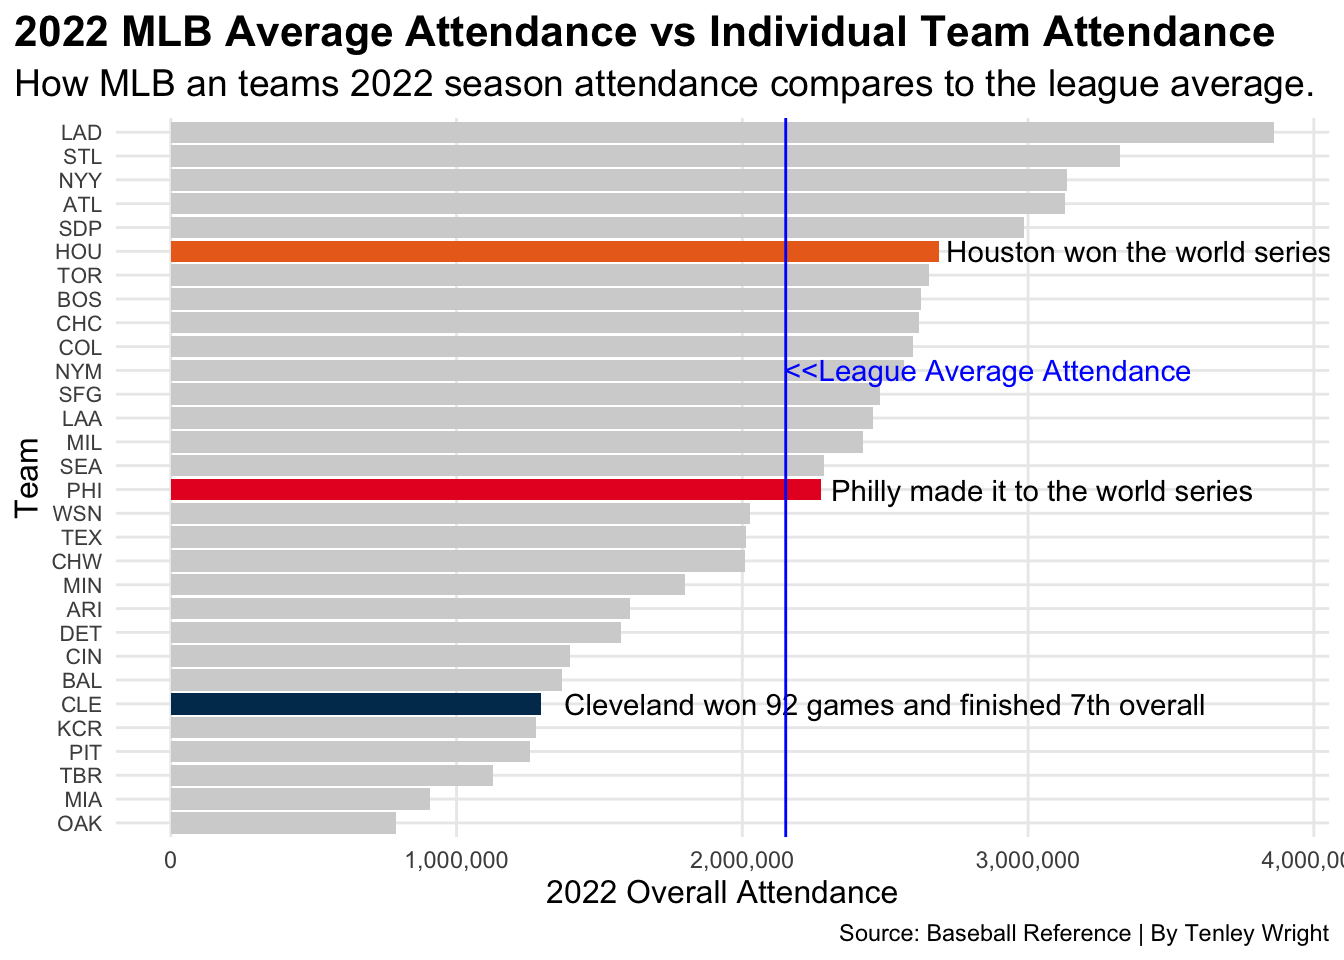 2022 MLB Average Attendance vs Individual Team Attendance
How MLB an teams 2022 season attendance compares to the league average.
LAD
STL
NYY
ATL
SDP
HOU Houston won the world series
TOR
BOS
CHC
COL
NYM <<League Average Attendance
SFG
LAA
MIL
SEA
PHI Philly made it to the world series
Team
WSN
TEX
CHW
MIN
ARI
DET
CIN
BAL
CLE Cleveland won 92 games and finished 7th overall
KCR
PIT
TBR
MIA
OAK
0 1,000,000 2,000,000 3,000,000 4,000,0
2022 Overall Attendance
Source: Baseball Reference | By Tenley Wright